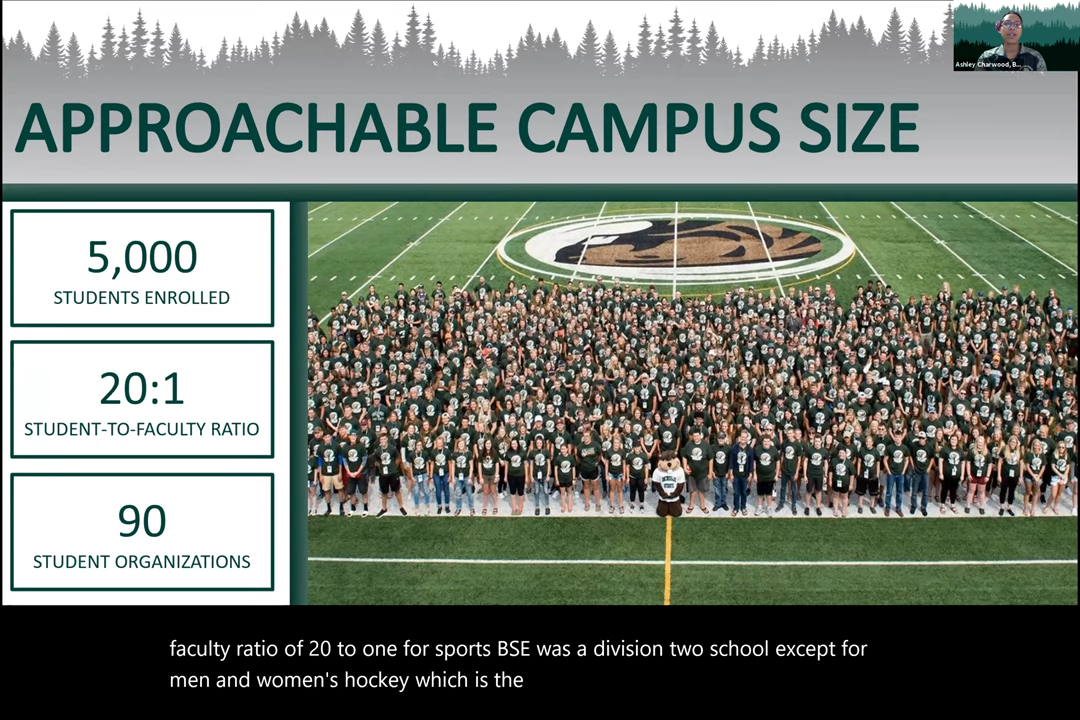 Ashley Charwood, B...
APPROACHABLE CAMPUS SIZE
5,000
STUDENTS ENROLLED
20:1
STUDENT-TO-FACULTY RATIO
90
STUDENT ORGANIZATIONS
faculty ratio of 20 to one for sports BSE was a division two school except for
men and women's hockey which is the